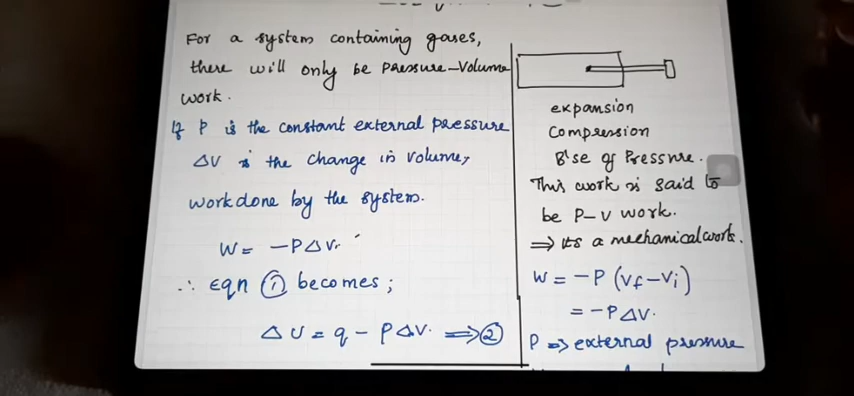 For a system containing gases,
there will only be Pressure-Volume
work.
If P is the constant external pressure
ΔV is the change in volume,
workdone by the system.
W = -PΔV.
∴ Eqn ① becomes;
ΔU = q - PΔV. ⟹ ②
expansion
Compression
B'se of Pressure.
This work is said to
be P-V work.
⟹ its a mechanical work.
W = -P (Vf - Vi)
= -PΔV.
P ⇒ external pressure